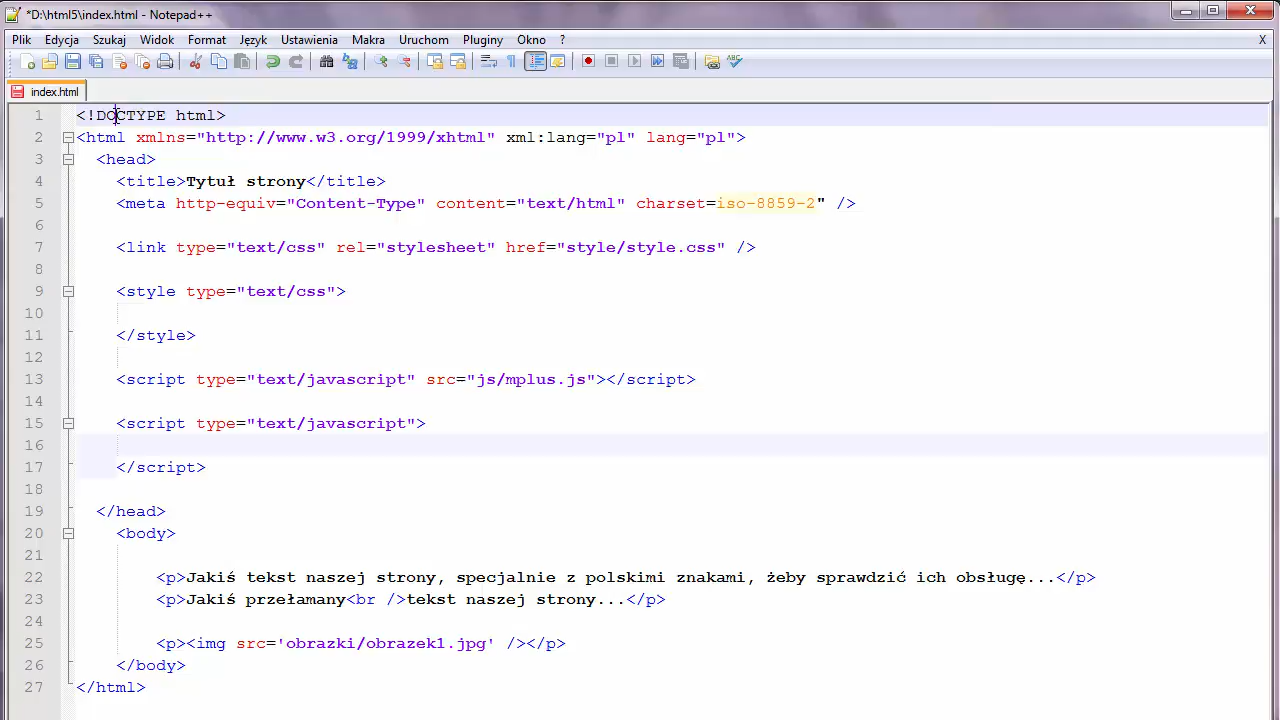 *D:\html5\index.html - Notepad++
Plik Edycja Szukaj Widok Format Język Ustawienia Makra Uruchom Pluginy Okno ? X
index.html
1 <!DOCTYPE html>
2 <html xmlns="http://www.w3.org/1999/xhtml" xml:lang="pl" lang="pl">
3 <head>
4 <title>Tytuł strony</title>
5 <meta http-equiv="Content-Type" content="text/html" charset=iso-8859-2" />
6
7 <link type="text/css" rel="stylesheet" href="style/style.css" />
8
9 <style type="text/css">
10
11 </style>
12
13 <script type="text/javascript" src="js/mplus.js"></script>
14
15 <script type="text/javascript">
16
17 </script>
18
19 </head>
20 <body>
21
22 <p>Jakiś tekst naszej strony, specjalnie z polskimi znakami, żeby sprawdzić ich obsługę...</p>
23 <p>Jakiś przełamany<br />tekst naszej strony...</p>
24
25 <p><img src='obrazki/obrazek1.jpg' /></p>
26 </body>
27 </html>